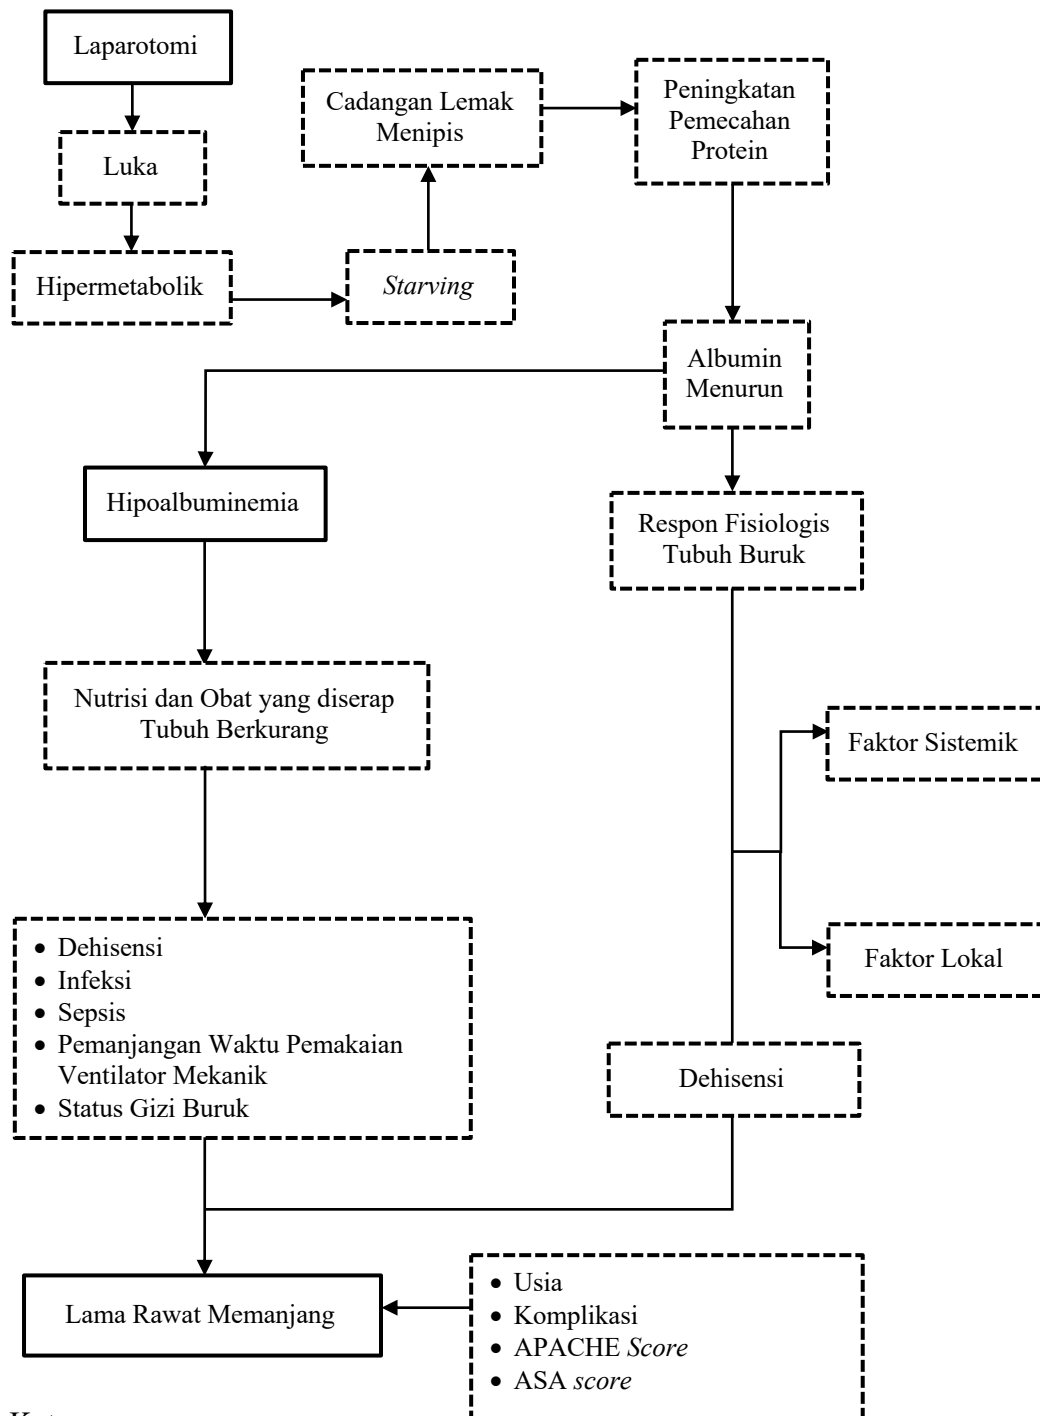 Laparotomi
Luka
Hipermetabolik
Starving
Cadangan Lemak
Menipis
Peningkatan
Pemecahan
Protein
Albumin
Menurun
Hipoalbuminemia
Respon Fisiologis
Tubuh Buruk
Nutrisi dan Obat yang diserap
Tubuh Berkurang
Faktor Sistemik
Faktor Lokal
• Dehisensi
• Infeksi
• Sepsis
• Pemanjangan Waktu Pemakaian
Ventilator Mekanik
• Status Gizi Buruk
Dehisensi
Lama Rawat Memanjang
• Usia
• Komplikasi
• APACHE Score
• ASA score